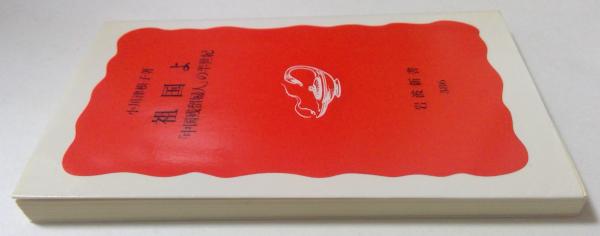 小川津根子著
祖国よ
「中国残留婦人」の半世紀
岩波新書
386